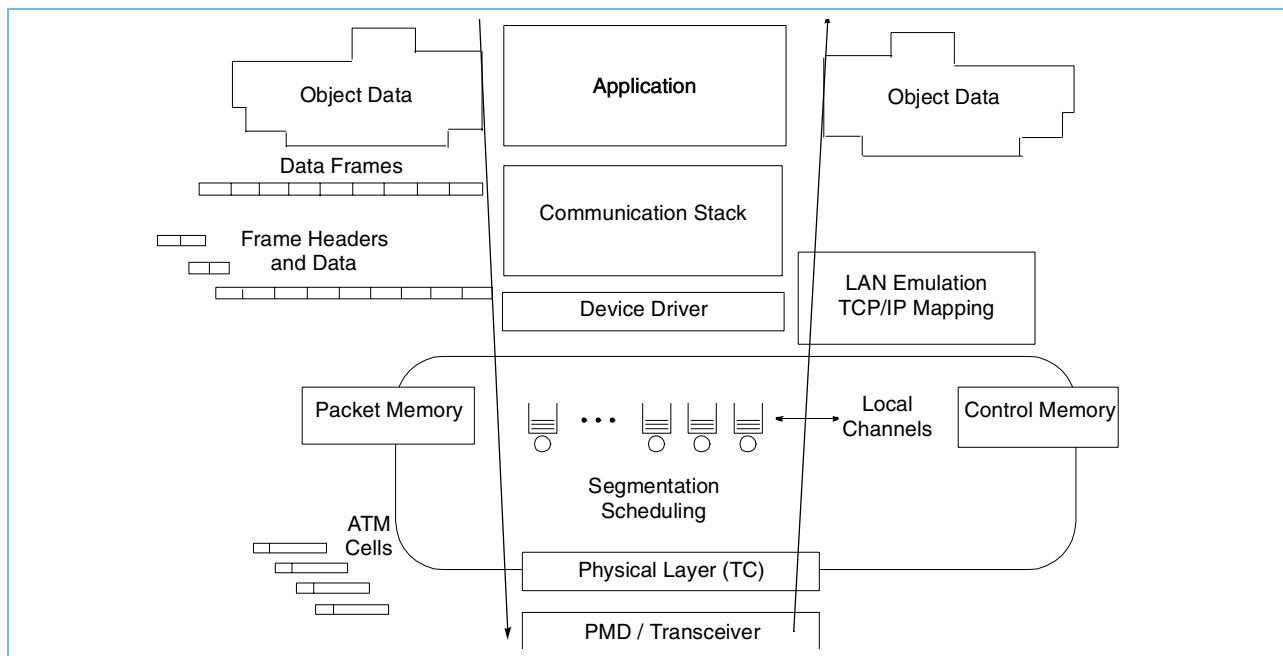 Object Data
Application
Object Data
Data Frames
Communication Stack
Frame Headers
and Data
LAN Emulation
TCP/IP Mapping
Device Driver
Packet Memory
• • •
Local
Channels
Control Memory
Segmentation
Scheduling
ATM
Cells
Physical Layer (TC)
PMD / Transceiver